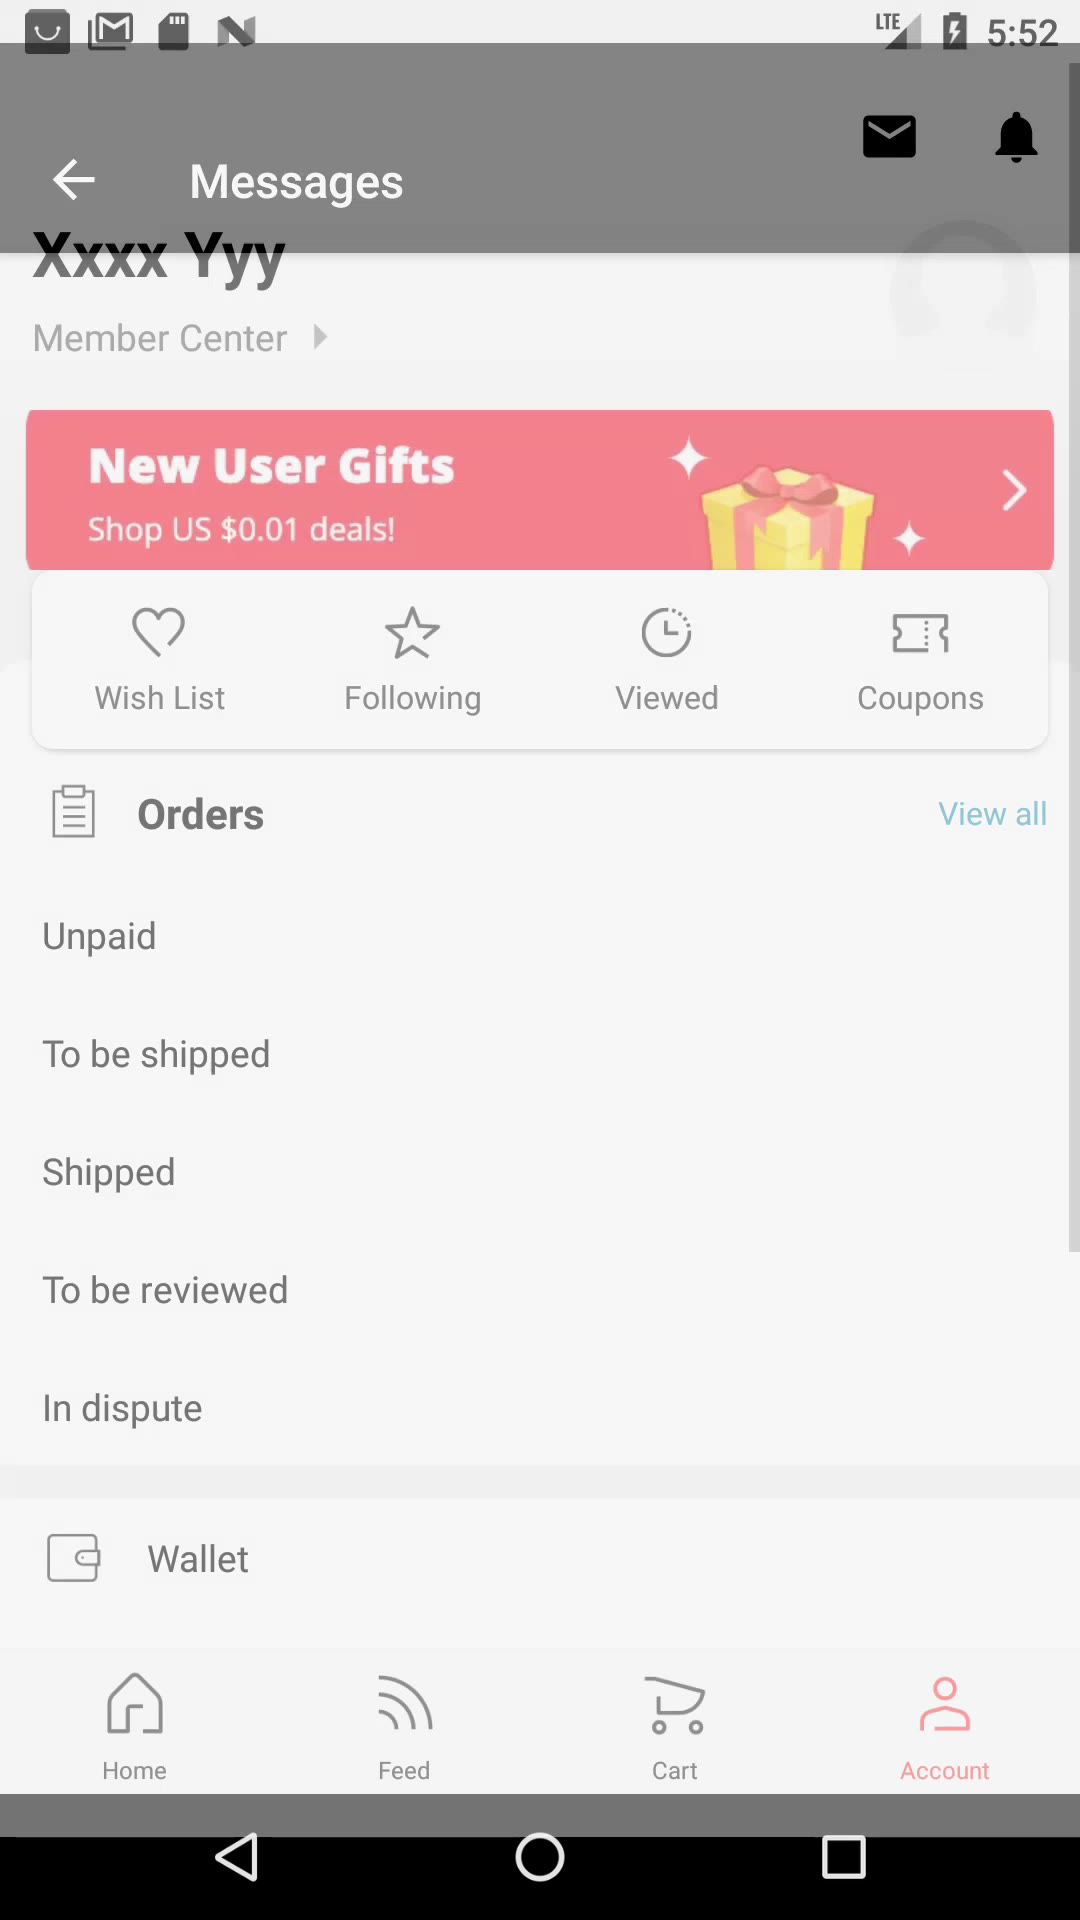 LTE 5:52
Messages
Xxxx Yyy
Member Center
New User Gifts
Shop US $0.01 deals!
Wish List Following Viewed Coupons
Orders View all
Unpaid
To be shipped
Shipped
To be reviewed
In dispute
Wallet
Home Feed Cart Account